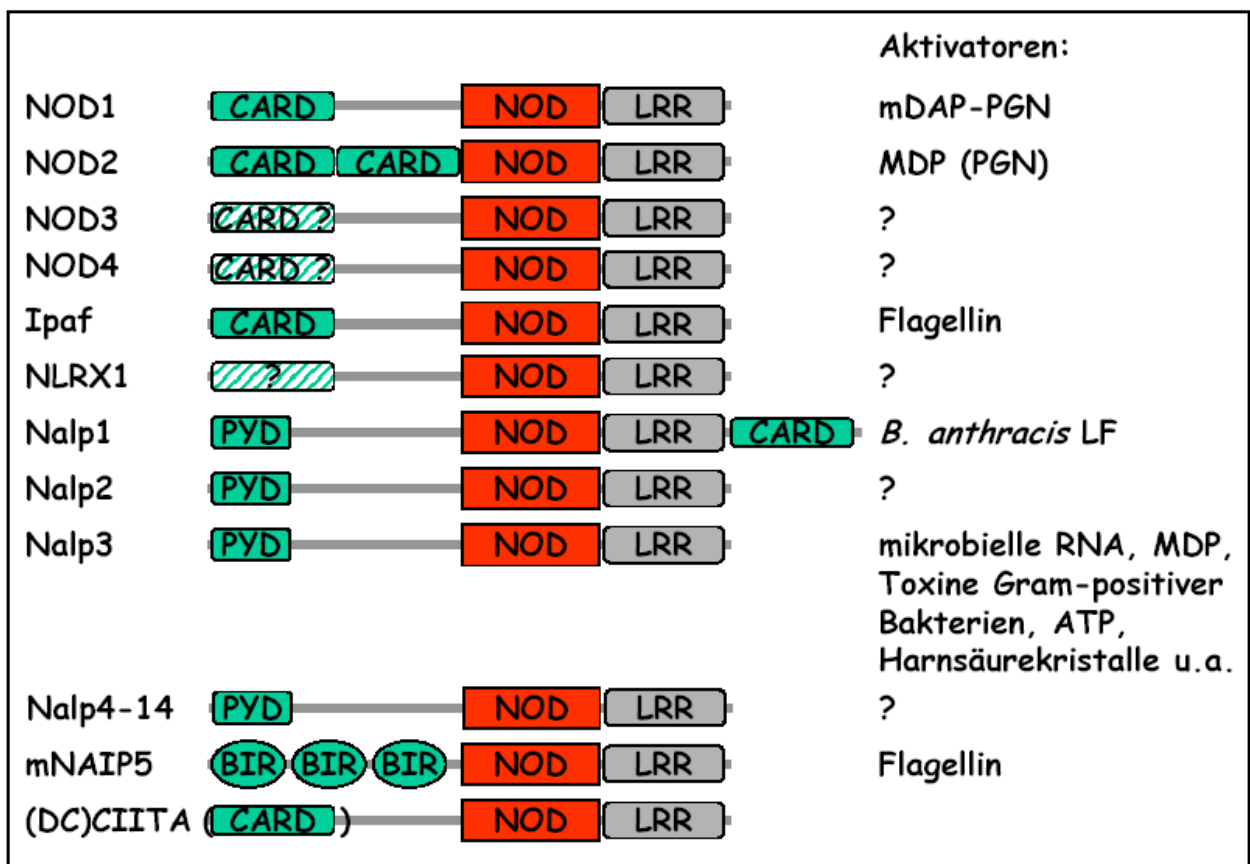 Aktivatoren:
NOD1 CARD NOD LRR mDAP-PGN
NOD2 CARD CARD NOD LRR MDP (PGN)
NOD3 CARD ? NOD LRR ?
NOD4 CARD ? NOD LRR ?
Ipaf CARD NOD LRR Flagellin
NLRX1 ? NOD LRR ?
Nalp1 PYD NOD LRR CARD B. anthracis LF
Nalp2 PYD NOD LRR ?
Nalp3 PYD NOD LRR mikrobielle RNA, MDP,
Toxine Gram-positiver
Bakterien, ATP,
Harnsäurekristalle u.a.
Nalp4-14 PYD NOD LRR ?
mNAIP5 BIR BIR BIR NOD LRR Flagellin
(DC)CIITA (CARD) NOD LRR